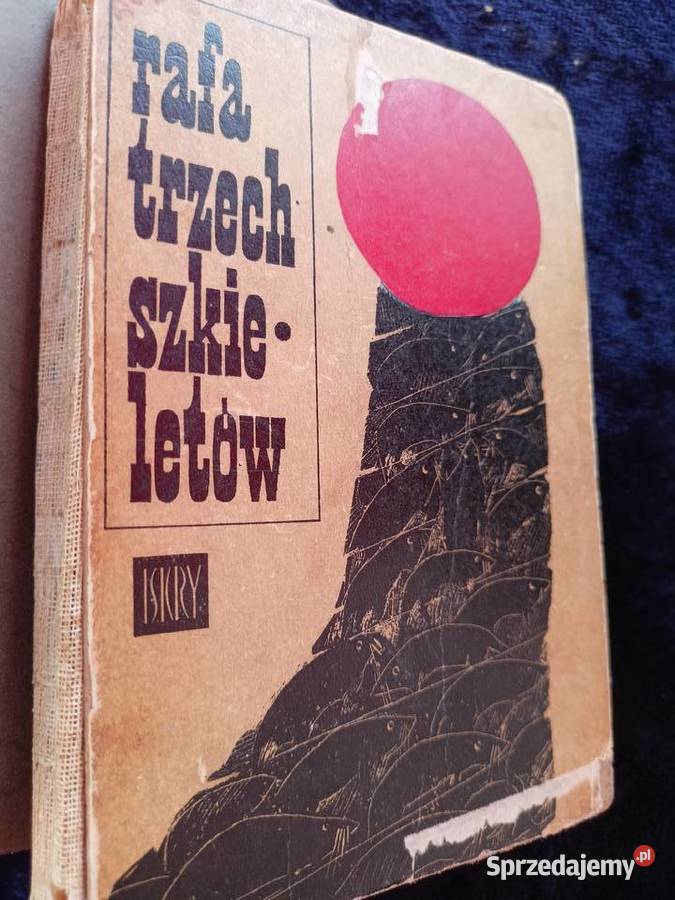 rafa
trzech
szkie-
letów
ISKRY
Sprzedajemy.pl